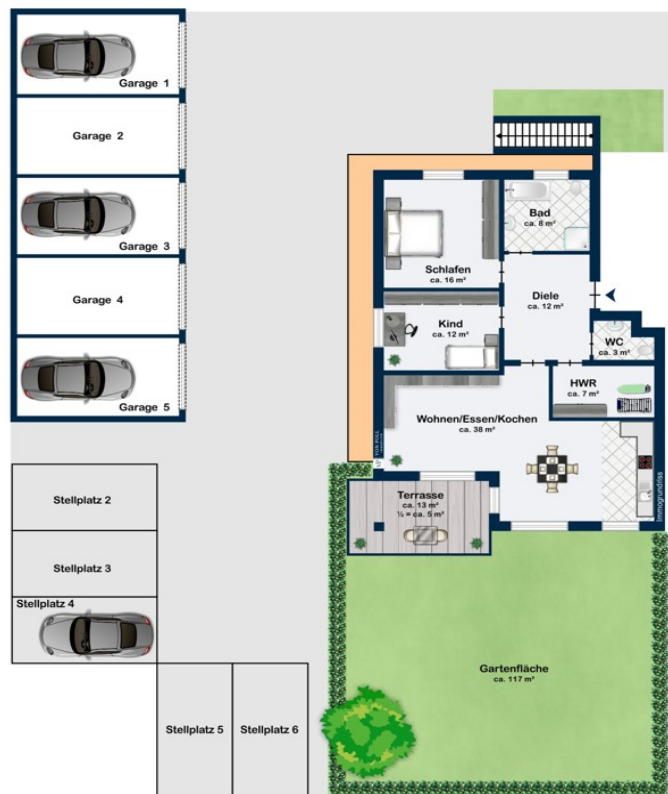 Garage 1
Garage 2
Garage 3
Garage 4
Garage 5
Bad
ca. 8 m²
Schlafen
ca. 16 m²
Diele
ca. 12 m²
Kind
ca. 12 m²
WC
ca. 3 m²
HWR
ca. 7 m²
Wohnen/Essen/Kochen
ca. 38 m²
VON POLL
Immogrundriss
Terrasse
ca. 13 m²
½ = ca. 5 m²
Stellplatz 2
Stellplatz 3
Stellplatz 4
Stellplatz 5
Stellplatz 6
Gartenfläche
ca. 117 m²